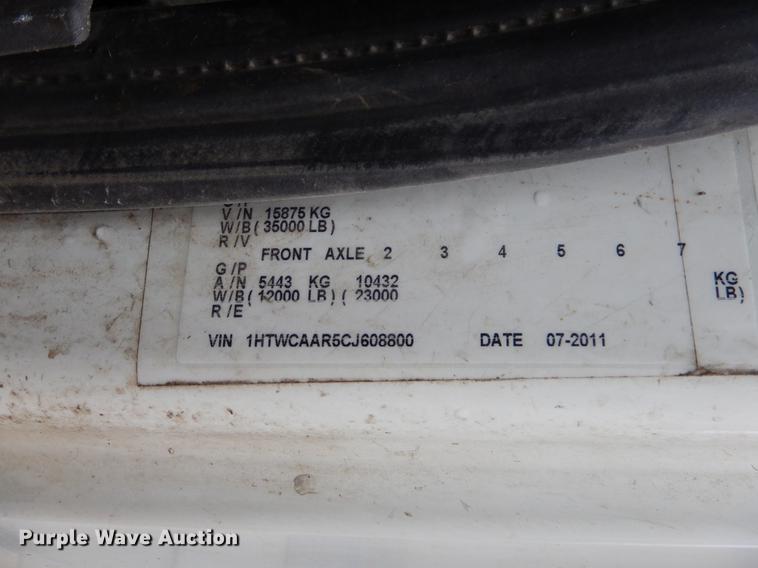 V/N 15875 KG
W/B ( 35000 LB )
R/V
FRONT AXLE 2 3 4 5 6 7
G/P
A/N 5443 KG 10432 KG
W/B ( 12000 LB ) ( 23000 LB )
R/E
VIN 1HTWCAAR5CJ608800 DATE 07-2011
Purple Wave Auction